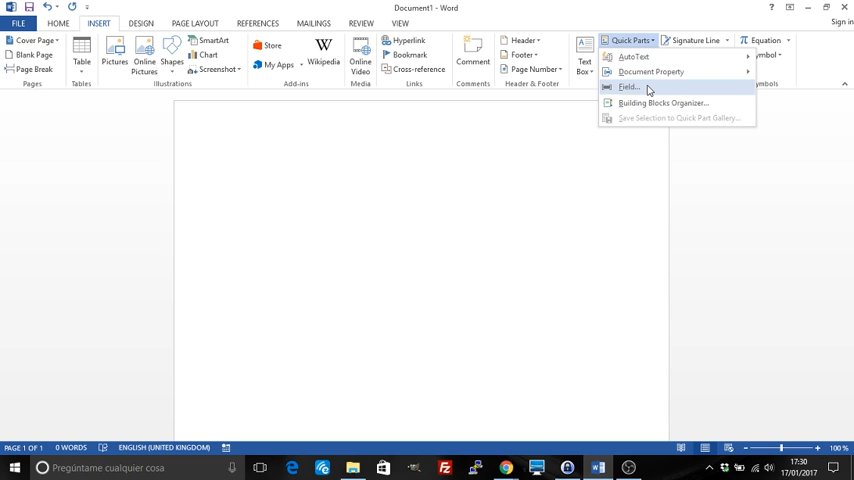 Document1 - Word
Sign in
FILE HOME INSERT DESIGN PAGE LAYOUT REFERENCES MAILINGS REVIEW VIEW
Cover Page
Blank Page
Page Break
Pages
Table
Tables
Pictures
Online
Pictures
Shapes
SmartArt
Chart
Screenshot
Illustrations
Store
My Apps
Wikipedia
Add-ins
Online
Video
Media
Hyperlink
Bookmark
Cross-reference
Links
Comment
Comments
Header
Footer
Page Number
Header & Footer
Text
Box
Quick Parts
Signature Line
Equation
ymbol
ymbols
AutoText
Document Property
Field...
Building Blocks Organizer...
Save Selection to Quick Part Gallery...
PAGE 1 OF 1 0 WORDS ENGLISH (UNITED KINGDOM) 100 %
Pregúntame cualquier cosa
17:30
17/01/2017